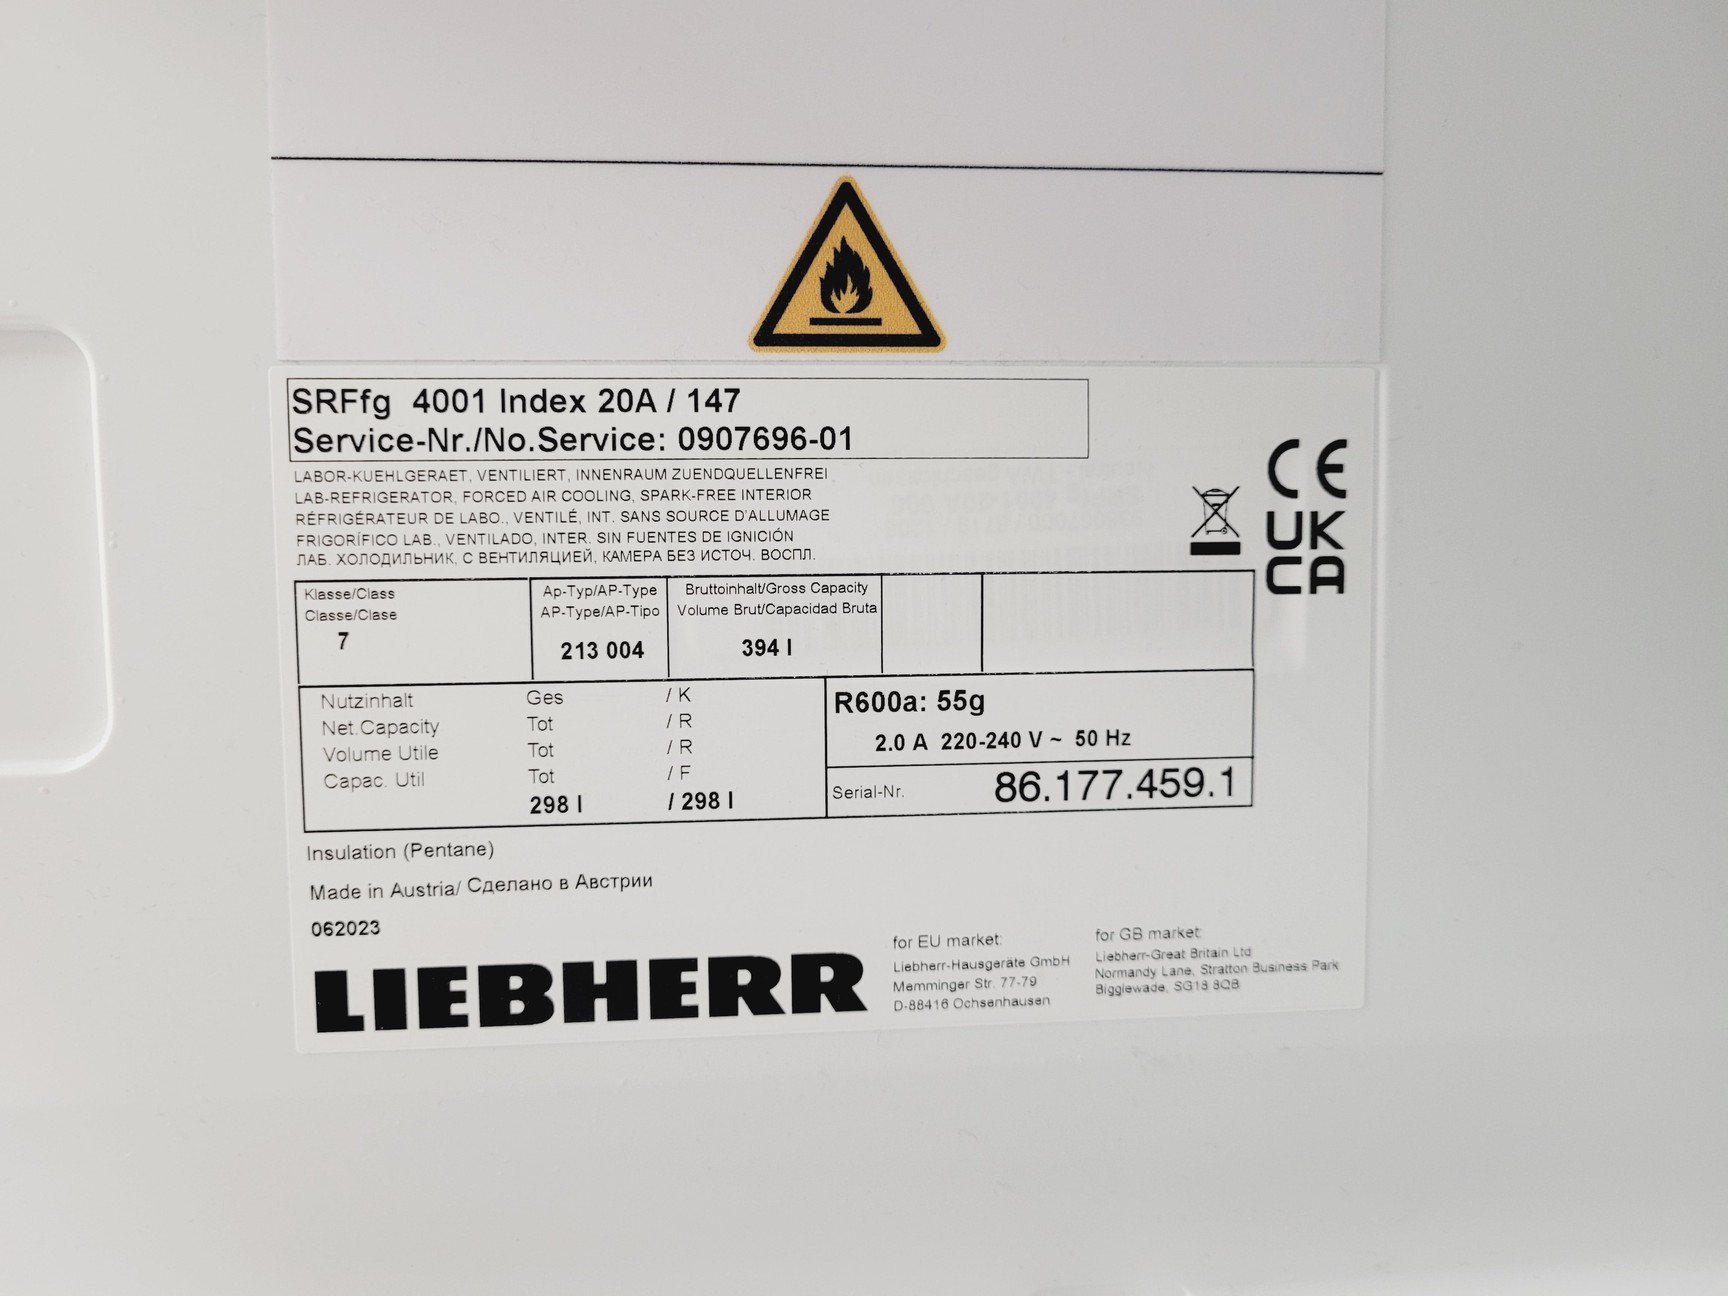 SRFfg 4001 Index 20A / 147
Service-Nr./No.Service: 0907696-01
LABOR-KUEHLGERAET, VENTILIERT, INNENRAUM ZUENDQUELLENFREI
LAB-REFRIGERATOR, FORCED AIR COOLING, SPARK-FREE INTERIOR
RÉFRIGÉRATEUR DE LABO., VENTILÉ, INT. SANS SOURCE D'ALLUMAGE
FRIGORÍFICO LAB., VENTILADO, INTER. SIN FUENTES DE IGNICIÓN
ЛАБ. ХОЛОДИЛЬНИК, С ВЕНТИЛЯЦИЕЙ, КАМЕРА БЕЗ ИСТОЧ. ВОСПЛ.
CE
UK
CA
Klasse/Class
Classe/Clase
7
Ap-Typ/AP-Type
AP-Type/AP-Tipo
213 004
Bruttoinhalt/Gross Capacity
Volume Brut/Capacidad Bruta
394 l
Nutzinhalt Ges / K
Net.Capacity Tot / R
Volume Utile Tot / R
Capac. Util Tot / F
298 l / 298 l
R600a: 55g
2.0 A 220-240 V ~ 50 Hz
Serial-Nr. 86.177.459.1
Insulation (Pentane)
Made in Austria/ Сделано в Австрии
062023
LIEBHERR
for EU market:
Liebherr-Hausgeräte GmbH
Memminger Str. 77-79
D-88416 Ochsenhausen
for GB market:
Liebherr-Great Britain Ltd
Normandy Lane, Stratton Business Park
Biggleswade, SG18 8QB